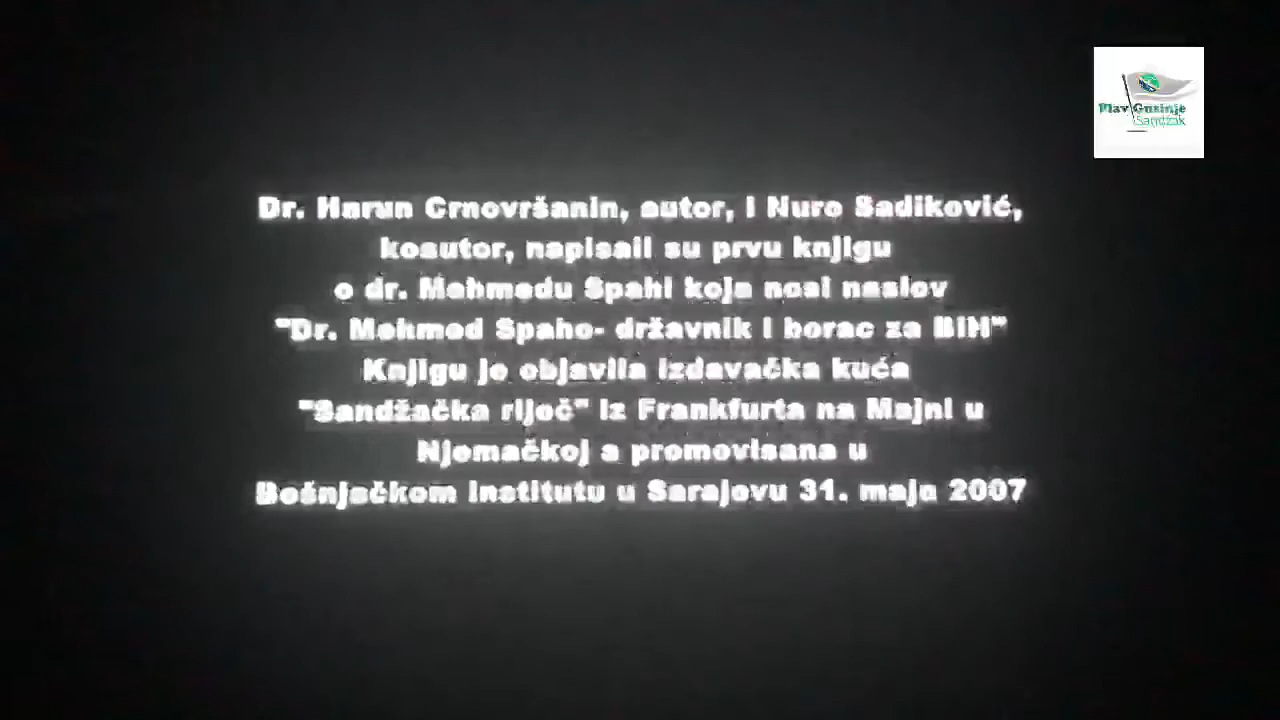 Dr. Harun Crnovršanin, autor, i Nuro Sadiković,
koautor, napisali su prvu knjigu
o dr. Mehmedu Spahi koja nosi naslov
"Dr. Mehmed Spaho- državnik i borac za BiH"
Knjigu je objavila izdavačka kuća
"Sandžačka riječ" iz Frankfurta na Majni u
Njemačkoj a promovisana u
Bošnjačkom institutu u Sarajevu 31. maja 2007
Plav Gusinje
Sandžak